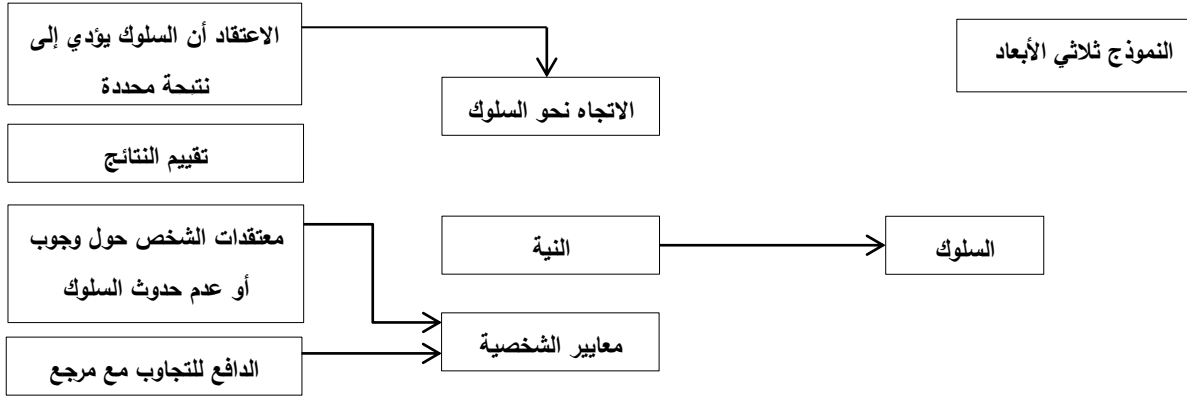 النموذج ثلاثي الأبعاد
الاعتقاد أن السلوك يؤدي إلى
نتيجة محددة
الاتجاه نحو السلوك
تقييم النتائج
معتقدات الشخص حول وجوب
أو عدم حدوث السلوك
النية
السلوك
معايير الشخصية
الدافع للتجاوب مع مرجع